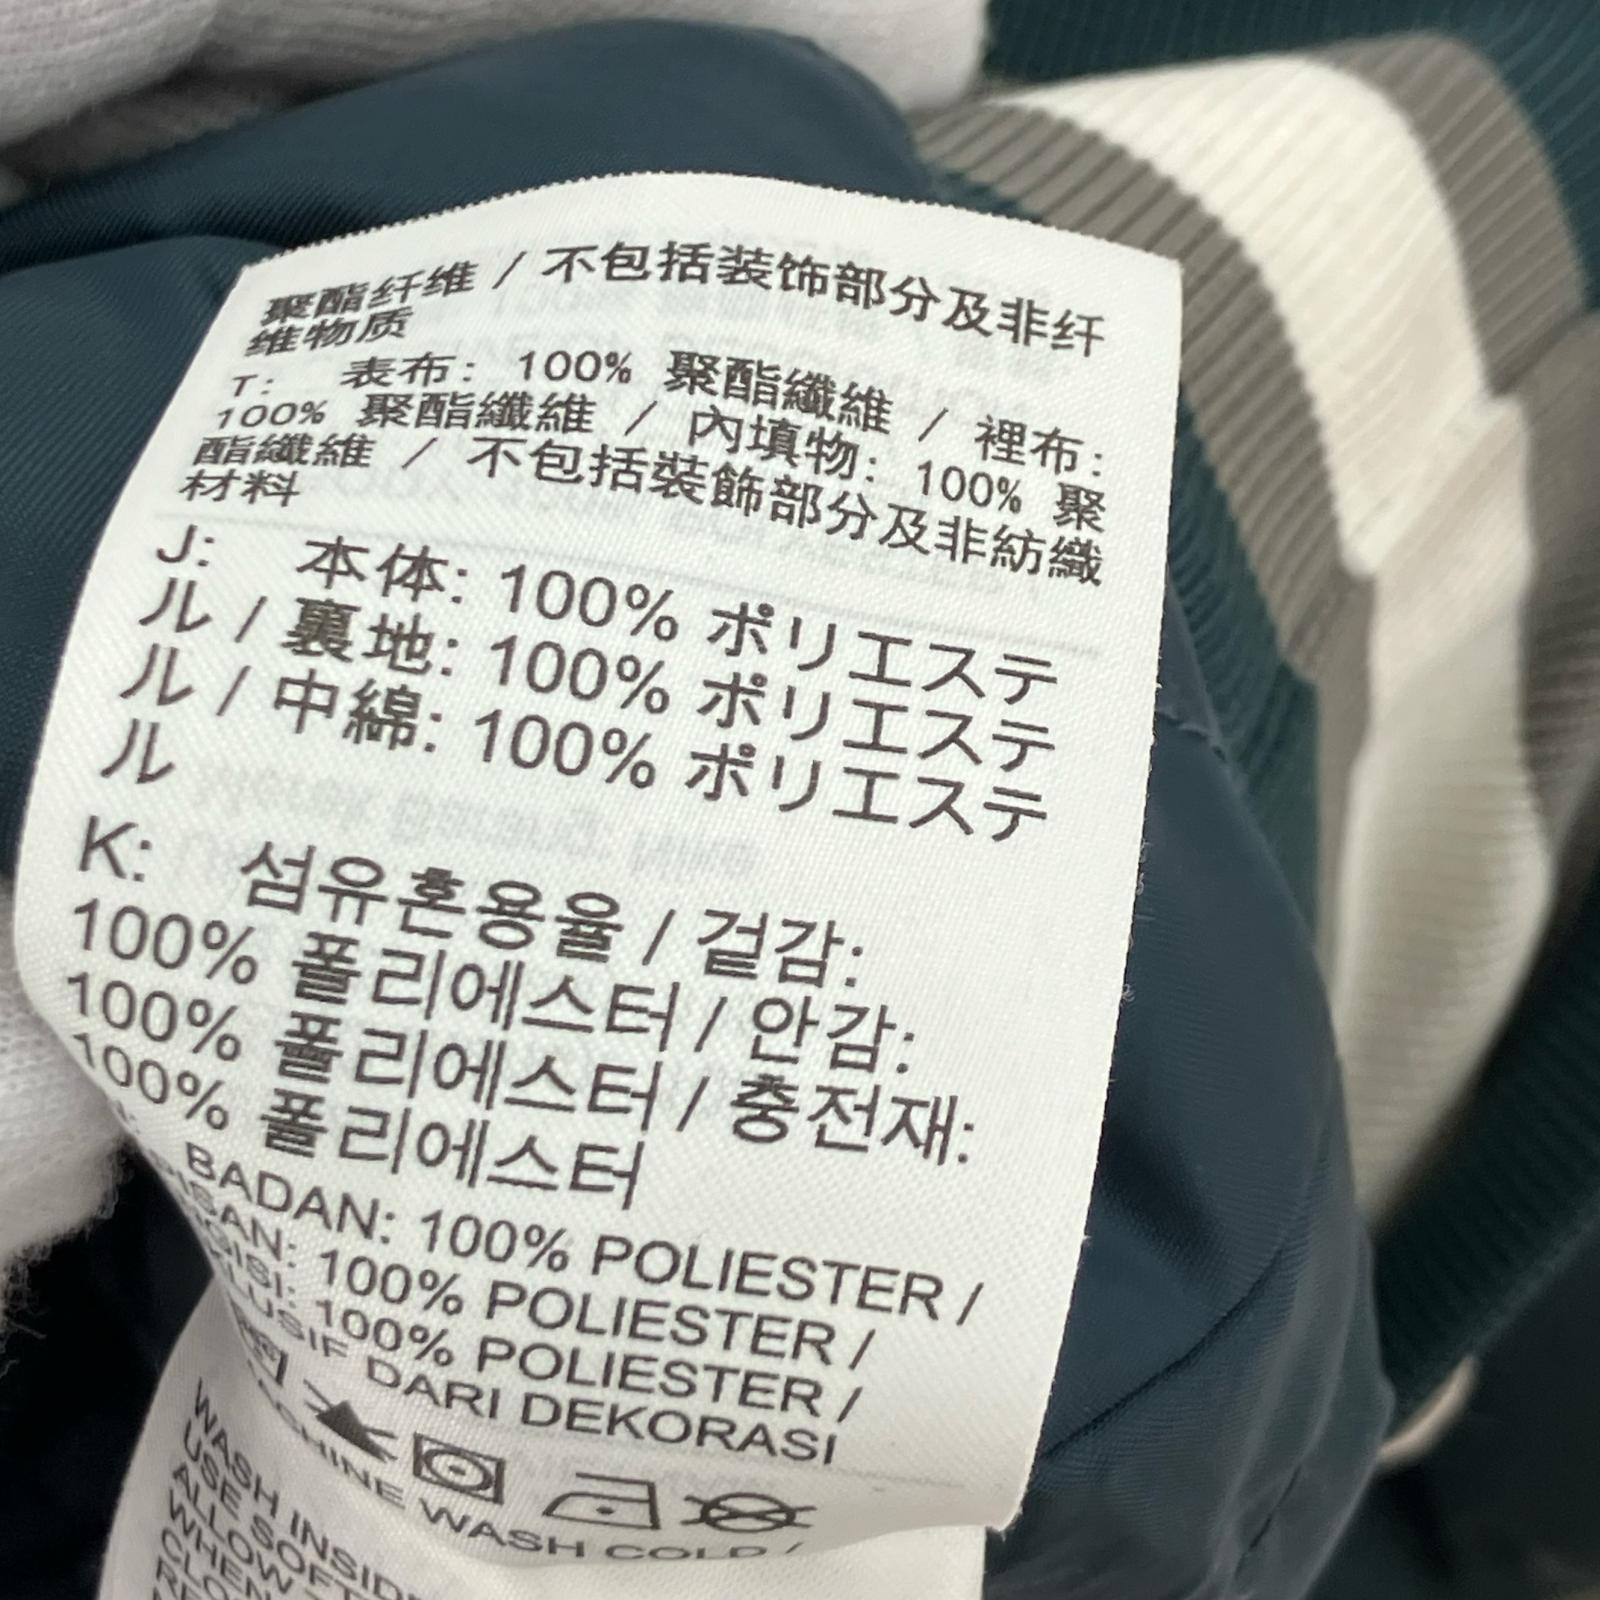 聚酯纤维 / 不包括装饰部分及非纤
维物质
T: 表布: 100% 聚酯纖維 / 裡布:
100% 聚酯纖維 / 內填物: 100% 聚
酯纖維 / 不包括裝飾部分及非紡織
材料
J: 本体: 100% ポリエステ
ル / 裏地: 100% ポリエステ
ル / 中綿: 100% ポリエステ
ル
K: 섬유혼용율 / 겉감:
100% 폴리에스터 / 안감:
100% 폴리에스터 / 충전재:
100% 폴리에스터
BADAN: 100% POLIESTER /
100% POLIESTER /
100% POLIESTER /
DARI DEKORASI
WASH COLD /
WASH
USE
ALLOW
WHEN